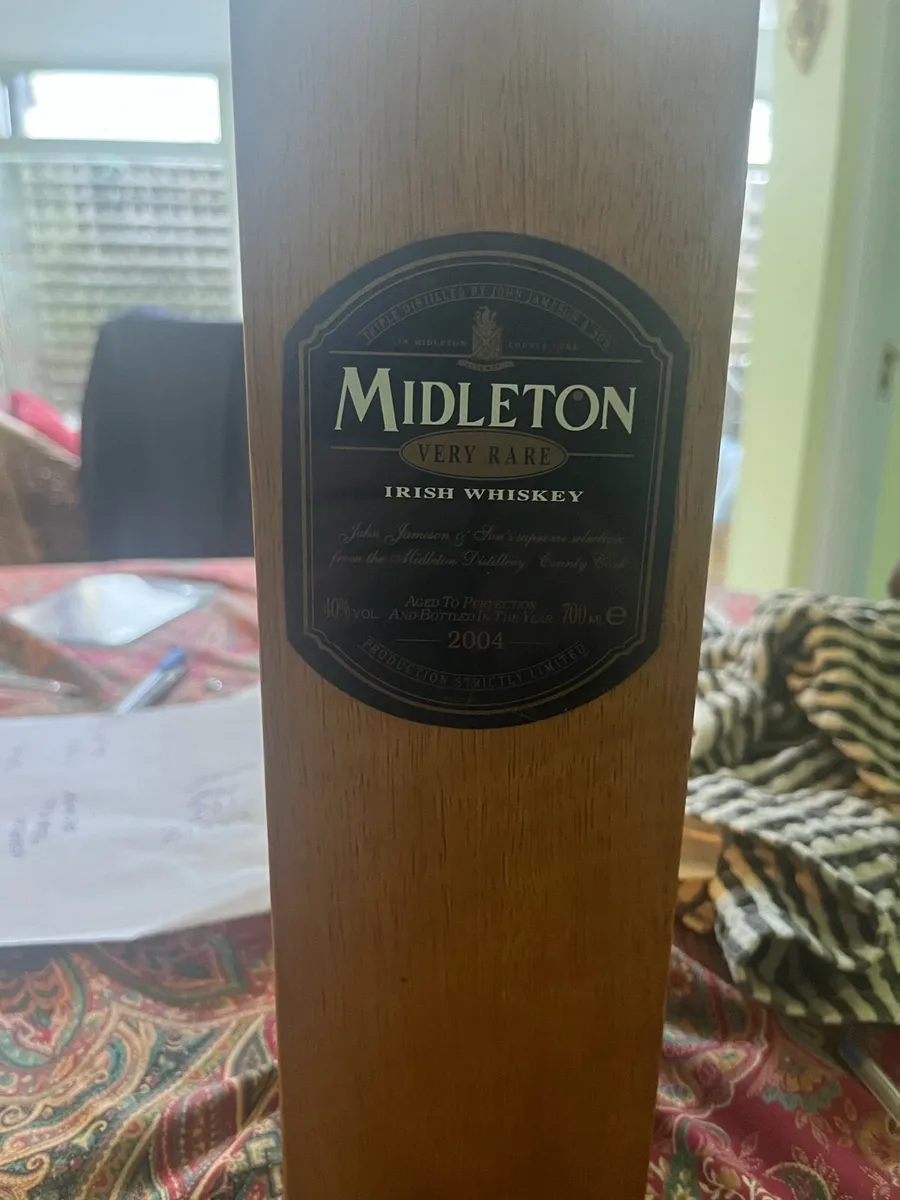 TRIPLE DISTILLED BY JOHN JAMESON & SON
IN MIDLETON COUNTY CORK
MIDLETON
VERY RARE
IRISH WHISKEY
John Jameson & Son's supreme selection
from the Midleton Distillery, County Cork
40% VOL.
AGED TO PERFECTION
AND BOTTLED IN THE YEAR
700 ML e
2004
PRODUCTION STRICTLY LIMITED